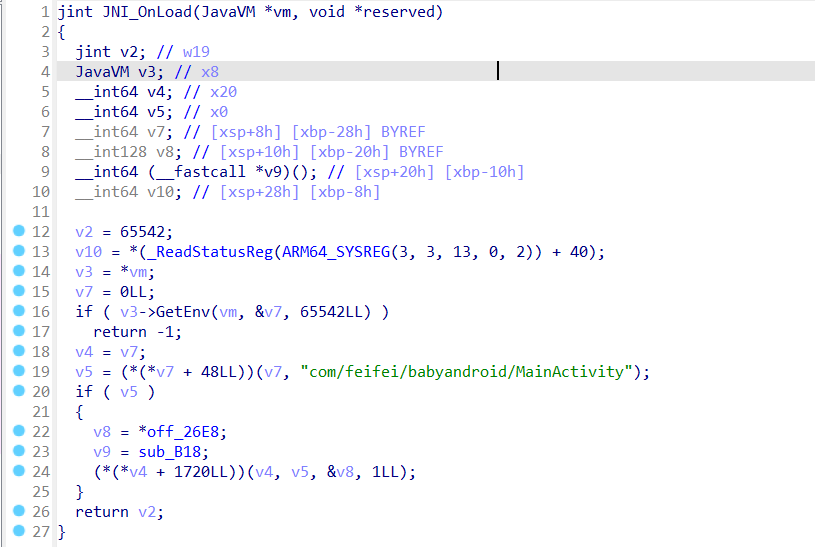 1 jint JNI_OnLoad(JavaVM *vm, void *reserved)
2 {
3   jint v2; // w19
4   JavaVM v3; // x8
5   __int64 v4; // x20
6   __int64 v5; // x0
7   __int64 v7; // [xsp+8h] [xbp-28h] BYREF
8   __int128 v8; // [xsp+10h] [xbp-20h] BYREF
9   __int64 (__fastcall *v9)(); // [xsp+20h] [xbp-10h]
10   __int64 v10; // [xsp+28h] [xbp-8h]
11
12   v2 = 65542;
13   v10 = *(_ReadStatusReg(ARM64_SYSREG(3, 3, 13, 0, 2)) + 40);
14   v3 = *vm;
15   v7 = 0LL;
16   if ( v3->GetEnv(vm, &v7, 65542LL) )
17     return -1;
18   v4 = v7;
19   v5 = (*(*v7 + 48LL))(v7, "com/feifei/babyandroid/MainActivity");
20   if ( v5 )
21   {
22     v8 = *off_26E8;
23     v9 = sub_B18;
24     (*(*v4 + 1720LL))(v4, v5, &v8, 1LL);
25   }
26   return v2;
27 }